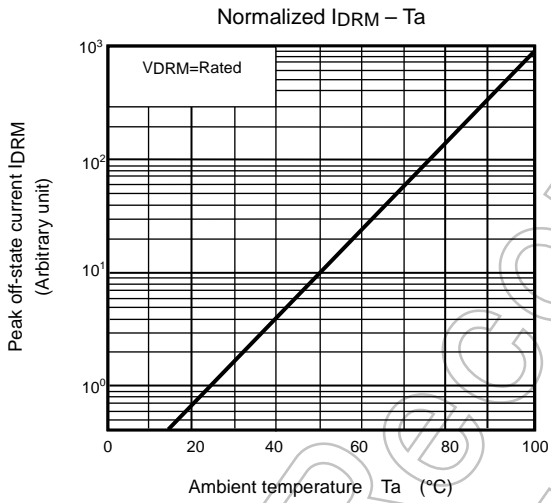 Normalized IDRM – Ta
10³
VDRM=Rated
10²
10¹
10⁰
Peak off-state current IDRM
(Arbitrary unit)
0 20 40 60 80 100
Ambient temperature Ta (°C)